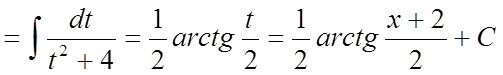 = ∫ dt / (t² + 4) = 1/2 arctg t/2 = 1/2 arctg (x + 2)/2 + C